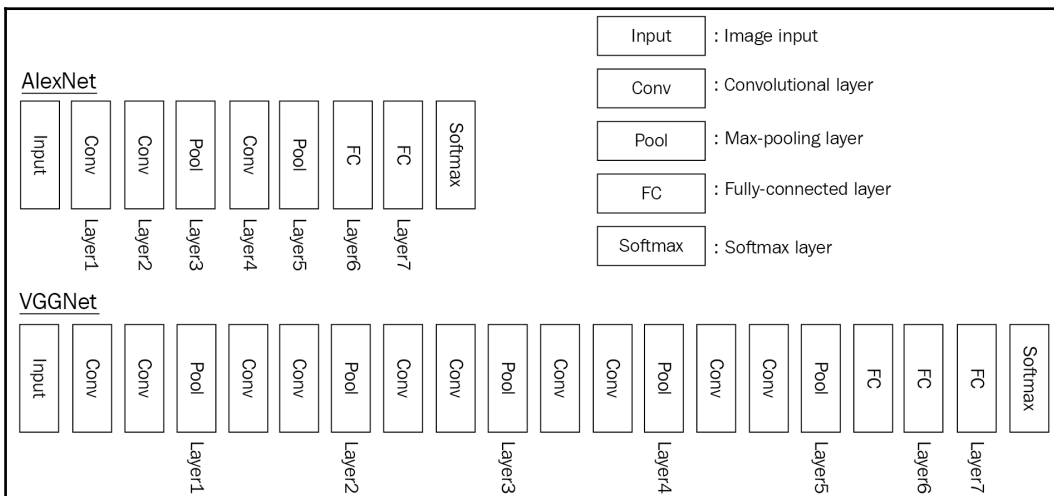 Input : Image input
Conv : Convolutional layer
Pool : Max-pooling layer
FC : Fully-connected layer
Softmax : Softmax layer
AlexNet
Input Conv Conv Pool Conv Pool FC FC Softmax
Layer1 Layer2 Layer3 Layer4 Layer5 Layer6 Layer7
VGGNet
Input Conv Conv Pool Conv Conv Pool Conv Conv Pool Conv Conv Pool Conv Conv Pool FC FC FC Softmax
Layer1 Layer2 Layer3 Layer4 Layer5 Layer6 Layer7